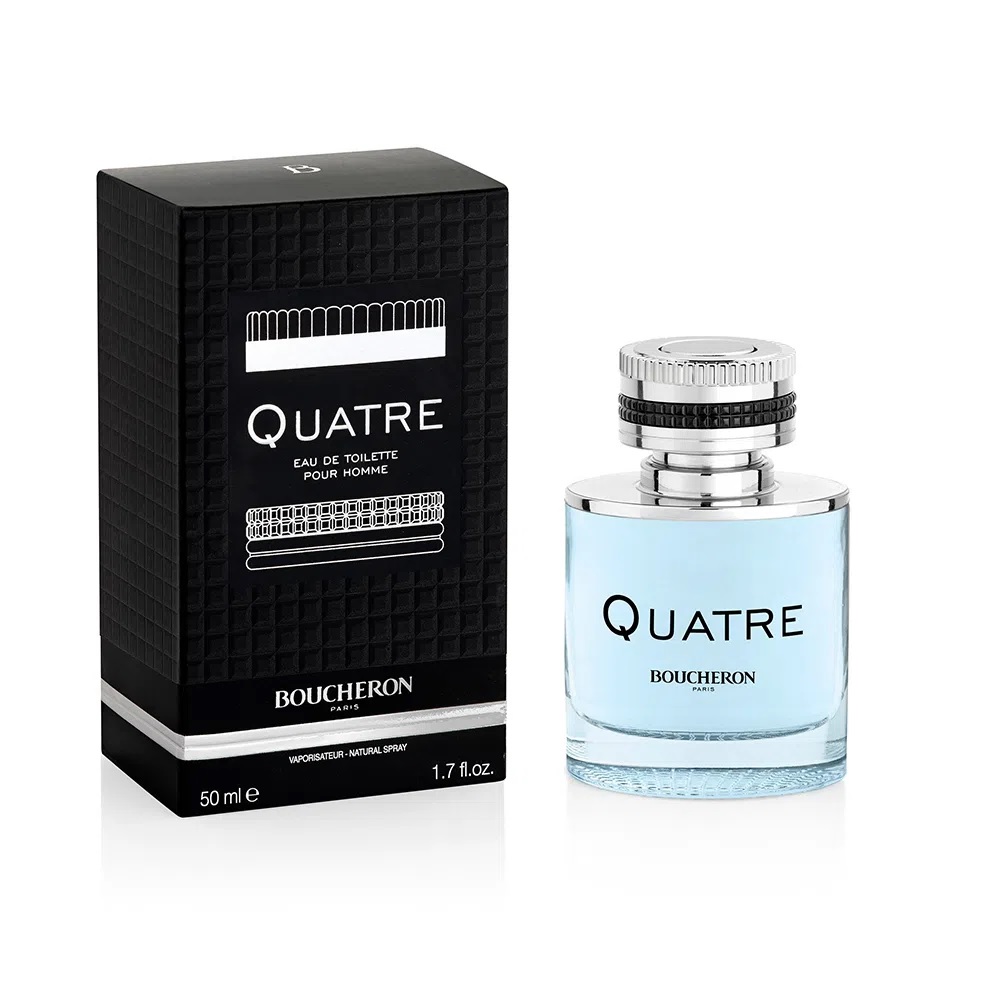 B
QUATRE
EAU DE TOILETTE
POUR HOMME
BOUCHERON
PARIS
VAPORISATEUR - NATURAL SPRAY
50 ml e
1.7 fl.oz.
QUATRE
BOUCHERON
PARIS